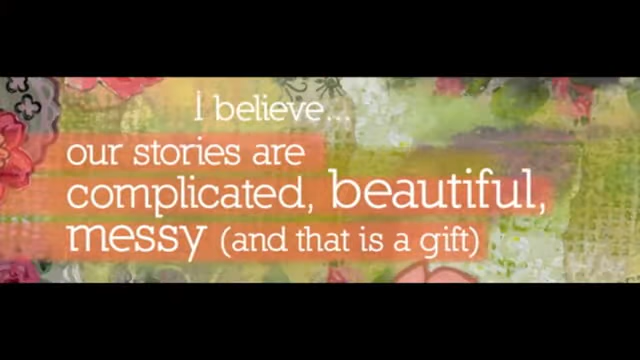 I believe...
our stories are
complicated, beautiful,
messy (and that is a gift)